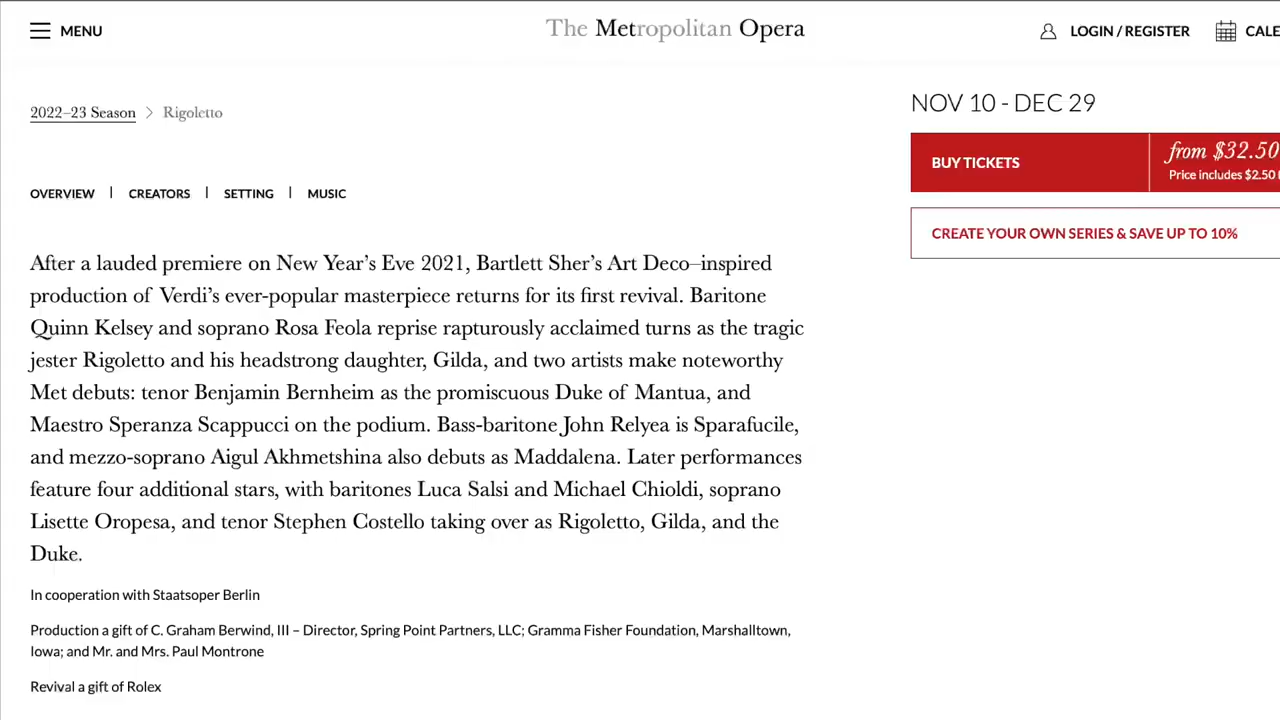 MENU
The Metropolitan Opera
LOGIN / REGISTER
2022–23 Season > Rigoletto
NOV 10 - DEC 29
BUY TICKETS
from $32.50
Price includes $2.50
CREATE YOUR OWN SERIES & SAVE UP TO 10%
OVERVIEW | CREATORS | SETTING | MUSIC
After a lauded premiere on New Year’s Eve 2021, Bartlett Sher’s Art Deco–inspired
production of Verdi’s ever-popular masterpiece returns for its first revival. Baritone
Quinn Kelsey and soprano Rosa Feola reprise rapturously acclaimed turns as the tragic
jester Rigoletto and his headstrong daughter, Gilda, and two artists make noteworthy
Met debuts: tenor Benjamin Bernheim as the promiscuous Duke of Mantua, and
Maestro Speranza Scappucci on the podium. Bass-baritone John Relyea is Sparafucile,
and mezzo-soprano Aigul Akhmetshina also debuts as Maddalena. Later performances
feature four additional stars, with baritones Luca Salsi and Michael Chioldi, soprano
Lisette Oropesa, and tenor Stephen Costello taking over as Rigoletto, Gilda, and the
Duke.
In cooperation with Staatsoper Berlin
Production a gift of C. Graham Berwind, III – Director, Spring Point Partners, LLC; Gramma Fisher Foundation, Marshalltown,
Iowa; and Mr. and Mrs. Paul Montrone
Revival a gift of Rolex